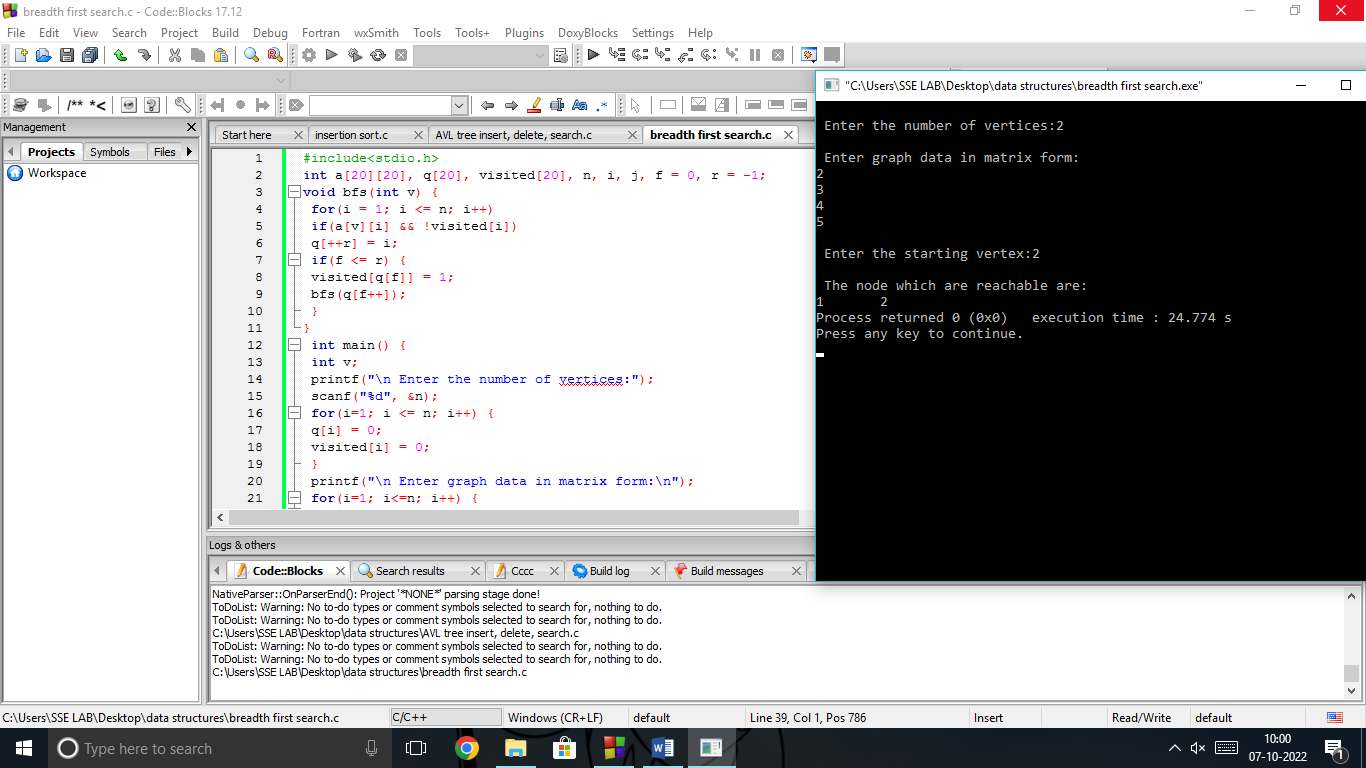 breadth first search.c - Code::Blocks 17.12
File Edit View Search Project Build Debug Fortran wxSmith Tools Tools+ Plugins DoxyBlocks Settings Help
/** *<
Aa .*
Management
Projects Symbols Files
Workspace
Start here insertion sort.c AVL tree insert, delete, search.c breadth first search.c
1 #include<stdio.h>
2 int a[20][20], q[20], visited[20], n, i, j, f = 0, r = -1;
3 void bfs(int v) {
4 for(i = 1; i <= n; i++)
5 if(a[v][i] && !visited[i])
6 q[++r] = i;
7 if(f <= r) {
8 visited[q[f]] = 1;
9 bfs(q[f++]);
10 }
11 }
12 int main() {
13 int v;
14 printf("\n Enter the number of vertices:");
15 scanf("%d", &n);
16 for(i=1; i <= n; i++) {
17 q[i] = 0;
18 visited[i] = 0;
19 }
20 printf("\n Enter graph data in matrix form:\n");
21 for(i=1; i<=n; i++) {
"C:\Users\SSE LAB\Desktop\data structures\breadth first search.exe"
Enter the number of vertices:2
Enter graph data in matrix form:
2
3
4
5
Enter the starting vertex:2
The node which are reachable are:
1 2
Process returned 0 (0x0) execution time : 24.774 s
Press any key to continue.
Logs & others
Code::Blocks Search results Cccc Build log Build messages
NativeParser::OnParserEnd(): Project '*NONE*' parsing stage done!
ToDoList: Warning: No to-do types or comment symbols selected to search for, nothing to do.
ToDoList: Warning: No to-do types or comment symbols selected to search for, nothing to do.
C:\Users\SSE LAB\Desktop\data structures\AVL tree insert, delete, search.c
ToDoList: Warning: No to-do types or comment symbols selected to search for, nothing to do.
ToDoList: Warning: No to-do types or comment symbols selected to search for, nothing to do.
C:\Users\SSE LAB\Desktop\data structures\breadth first search.c
C:\Users\SSE LAB\Desktop\data structures\breadth first search.c C/C++ Windows (CR+LF) default Line 39, Col 1, Pos 786 Insert Read/Write default
Type here to search
10:00
07-10-2022
1